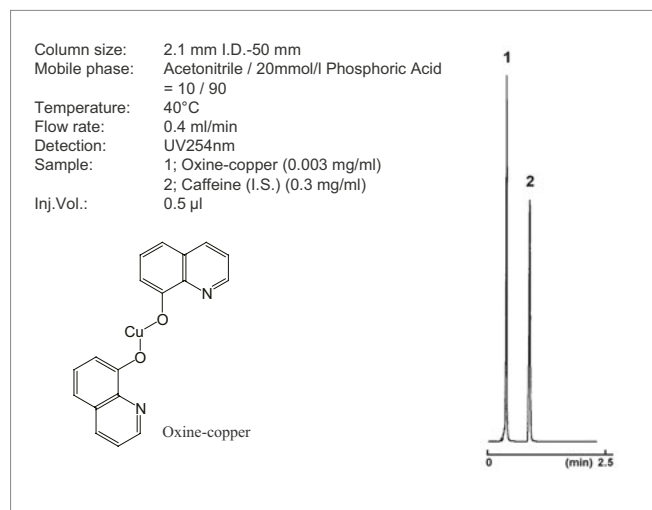 Column size: 2.1 mm I.D.-50 mm
Mobile phase: Acetonitrile / 20mmol/l Phosphoric Acid
= 10 / 90
Temperature: 40°C
Flow rate: 0.4 ml/min
Detection: UV254nm
Sample: 1; Oxine-copper (0.003 mg/ml)
2; Caffeine (I.S.) (0.3 mg/ml)
Inj.Vol.: 0.5 µl
1
2
N
O
Cu
O
N
Oxine-copper
0 (min) 2.5